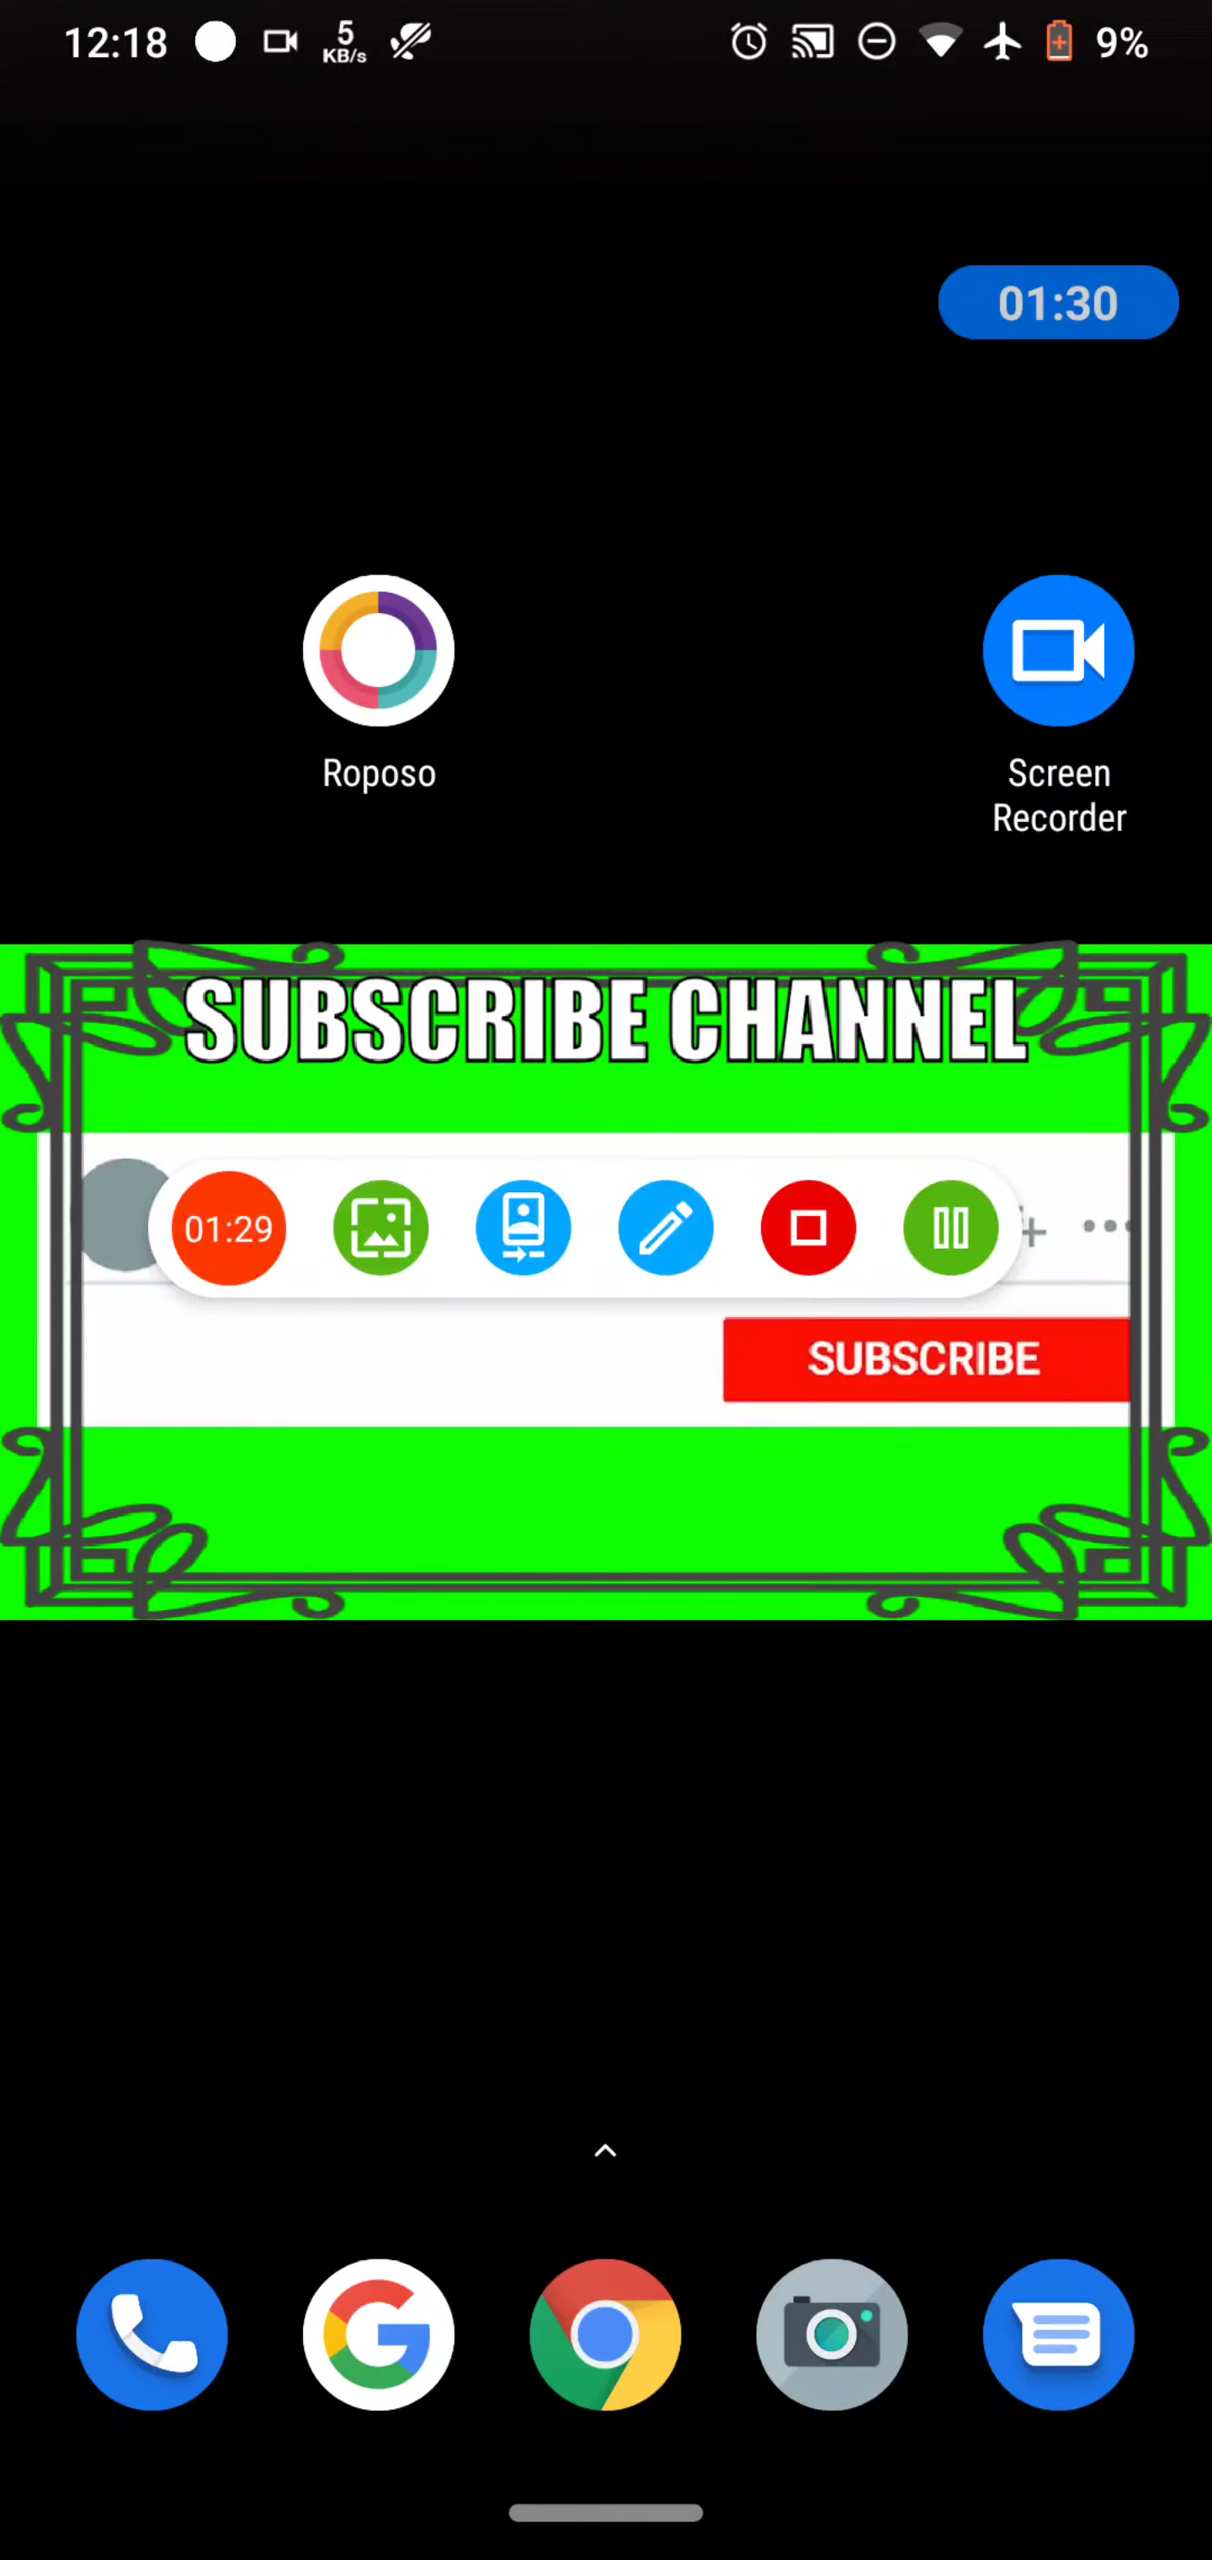 12:18
5
KB/s
9%
01:30
Roposo
Screen
Recorder
SUBSCRIBE CHANNEL
01:29
SUBSCRIBE